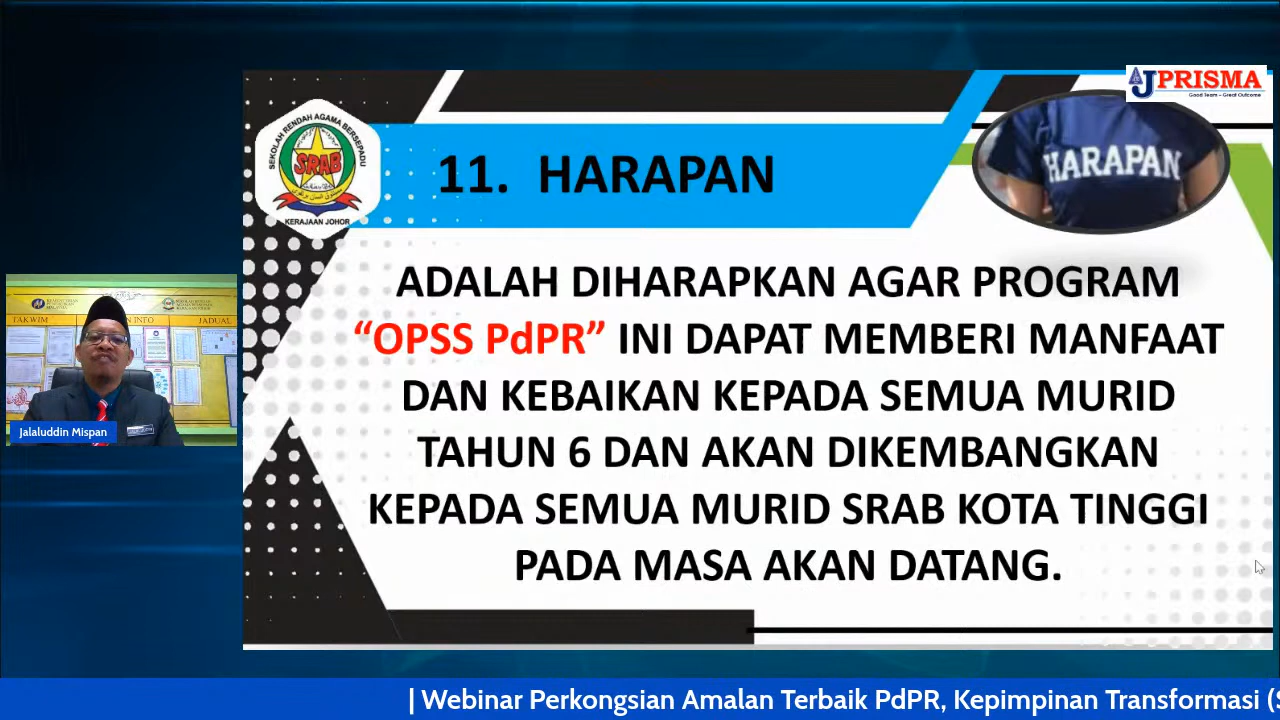 JPRISMA
Good Team - Great Outcome
SEKOLAH RENDAH AGAMA BERSEPADU
SRAB
KERAJAAN JOHOR
11. HARAPAN
HARAPAN
ADALAH DIHARAPKAN AGAR PROGRAM
“OPSS PdPR” INI DAPAT MEMBERI MANFAAT
DAN KEBAIKAN KEPADA SEMUA MURID
TAHUN 6 DAN AKAN DIKEMBANGKAN
KEPADA SEMUA MURID SRAB KOTA TINGGI
PADA MASA AKAN DATANG.
TAKWIM
INFO
JADUAL
Jalaluddin Mispan
| Webinar Perkongsian Amalan Terbaik PdPR, Kepimpinan Transformasi (S